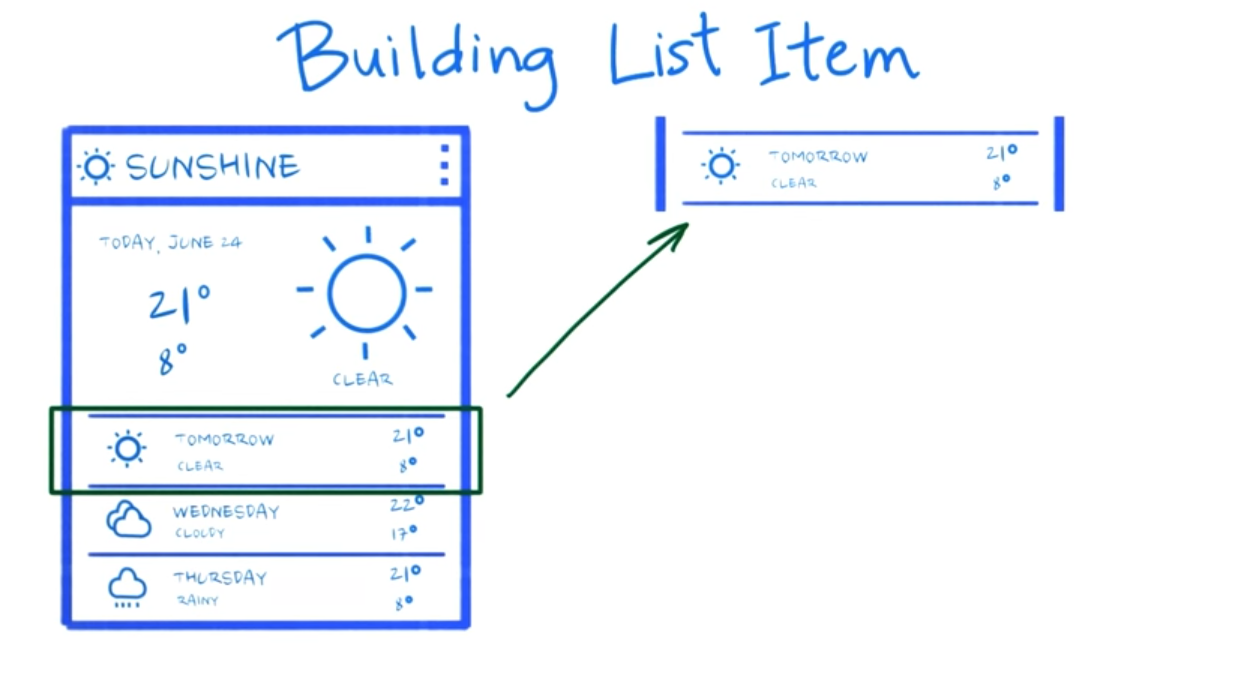 Building List Item
SUNSHINE
TODAY, JUNE 24
21°
8°
CLEAR
TOMORROW 21°
CLEAR 8°
WEDNESDAY 22°
CLOUDY 17°
THURSDAY 21°
RAINY 8°
TOMORROW 21°
CLEAR 8°